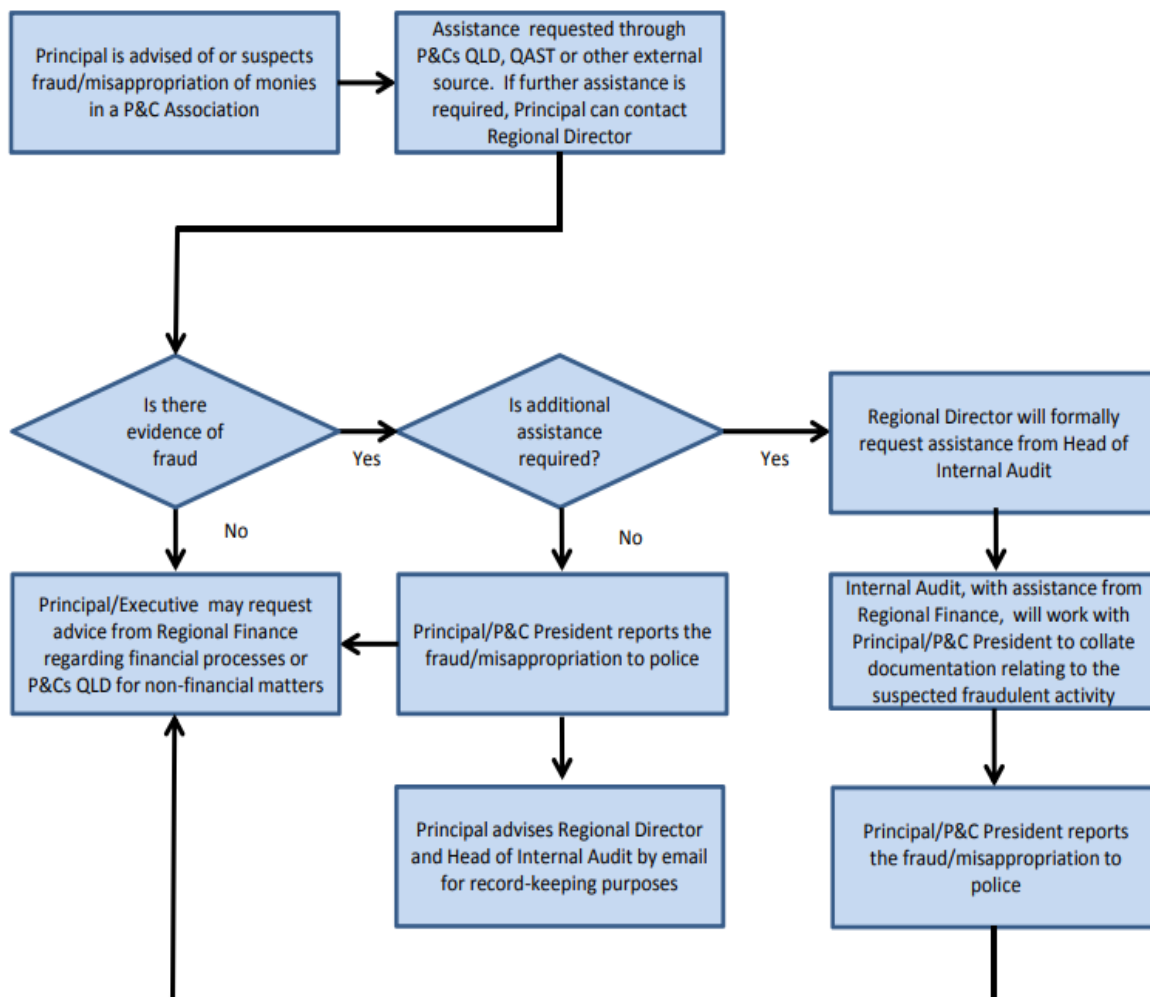 Principal is advised of or suspects
fraud/misappropriation of monies
in a P&C Association
Assistance requested through
P&Cs QLD, QAST or other external
source. If further assistance is
required, Principal can contact
Regional Director
Is there
evidence of
fraud
Yes
No
Is additional
assistance
required?
Yes
No
Regional Director will formally
request assistance from Head of
Internal Audit
Principal/Executive may request
advice from Regional Finance
regarding financial processes or
P&Cs QLD for non-financial matters
Principal/P&C President reports the
fraud/misappropriation to police
Internal Audit, with assistance from
Regional Finance, will work with
Principal/P&C President to collate
documentation relating to the
suspected fraudulent activity
Principal advises Regional Director
and Head of Internal Audit by email
for record-keeping purposes
Principal/P&C President reports
the fraud/misappropriation to
police